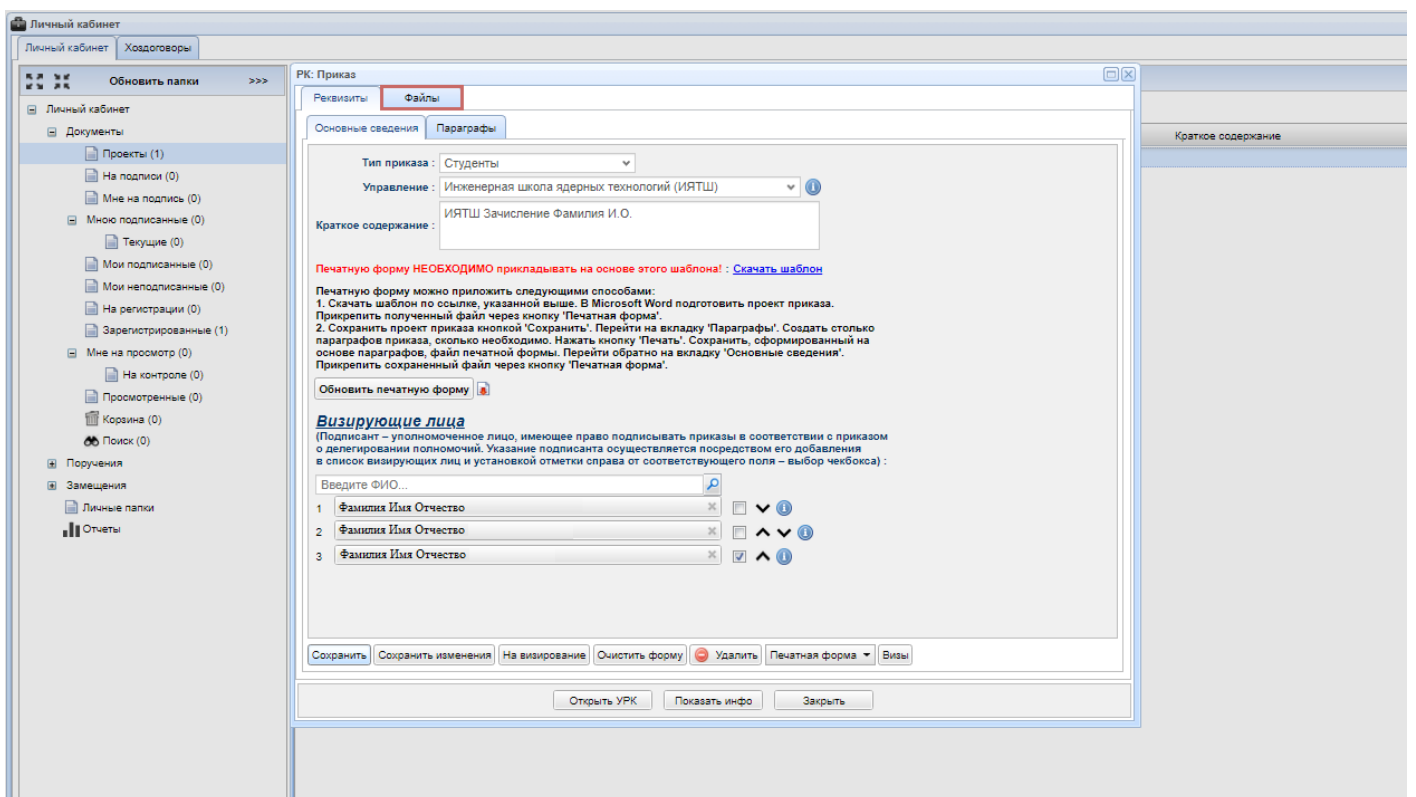 Личный кабинет
Личный кабинет
Хоздоговоры
Обновить папки >>>
Личный кабинет
Документы
Проекты (1)
На подписи (0)
Мне на подпись (0)
Мною подписанные (0)
Текущие (0)
Мои подписанные (0)
Мои неподписанные (0)
На регистрации (0)
Зарегистрированные (1)
Мне на просмотр (0)
На контроле (0)
Просмотренные (0)
Корзина (0)
Поиск (0)
Поручения
Замещения
Личные папки
Отчеты
Краткое содержание
РК: Приказ
Реквизиты Файлы
Основные сведения Параграфы
Тип приказа : Студенты
Управление : Инженерная школа ядерных технологий (ИЯТШ)
Краткое содержание : ИЯТШ Зачисление Фамилия И.О.
Печатную форму НЕОБХОДИМО прикладывать на основе этого шаблона! : Скачать шаблон
Печатную форму можно приложить следующими способами:
1. Скачать шаблон по ссылке, указанной выше. В Microsoft Word подготовить проект приказа.
Прикрепить полученный файл через кнопку 'Печатная форма'.
2. Сохранить проект приказа кнопкой 'Сохранить'. Перейти на вкладку 'Параграфы'. Создать столько
параграфов приказа, сколько необходимо. Нажать кнопку 'Печать'. Сохранить, сформированный на
основе параграфов, файл печатной формы. Перейти обратно на вкладку 'Основные сведения'.
Прикрепить сохраненный файл через кнопку 'Печатная форма'.
Обновить печатную форму
Визирующие лица
(Подписант – уполномоченное лицо, имеющее право подписывать приказы в соответствии с приказом
о делегировании полномочий. Указание подписанта осуществляется посредством его добавления
в список визирующих лиц и установкой отметки справа от соответствующего поля – выбор чекбокса) :
Введите ФИО...
1 Фамилия Имя Отчество
2 Фамилия Имя Отчество
3 Фамилия Имя Отчество
Сохранить Сохранить изменения На визирование Очистить форму Удалить Печатная форма Визы
Открыть УРК Показать инфо Закрыть